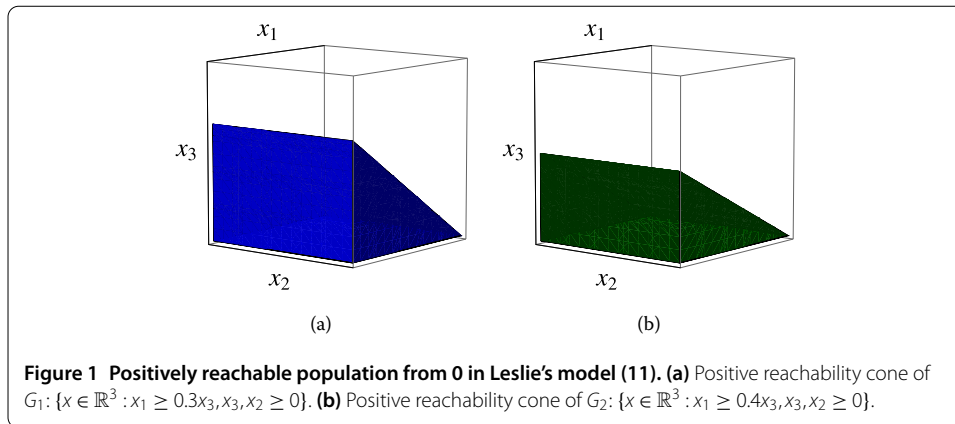 x₁
x₁
x₃
x₃
x₂
x₂
(a)
(b)
Figure 1 Positively reachable population from 0 in Leslie's model (11). (a) Positive reachability cone of
G₁: {x ∈ ℝ³ : x₁ ≥ 0.3x₃, x₃, x₂ ≥ 0}. (b) Positive reachability cone of G₂: {x ∈ ℝ³ : x₁ ≥ 0.4x₃, x₃, x₂ ≥ 0}.